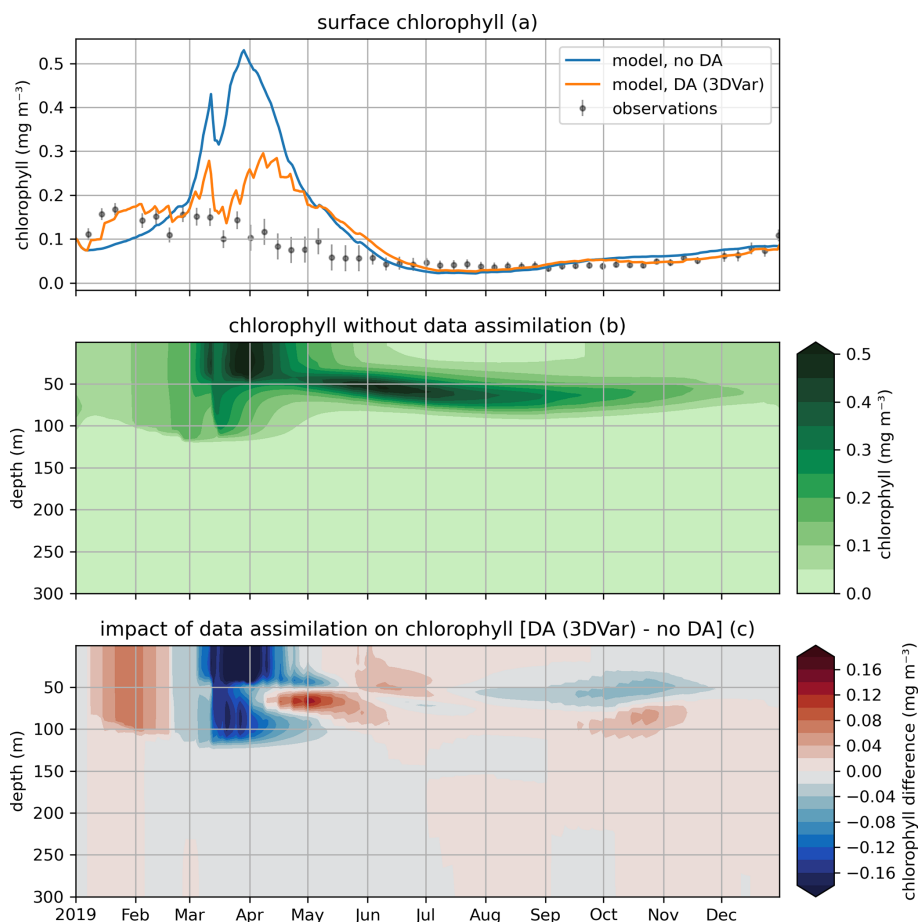 surface chlorophyll (a)
chlorophyll (mg m⁻³)
0.5
0.4
0.3
0.2
0.1
0.0
model, no DA
model, DA (3DVar)
observations
chlorophyll without data assimilation (b)
depth (m)
50
100
150
200
250
300
0.5
0.4
0.3
0.2
0.1
0.0
chlorophyll (mg m⁻³)
impact of data assimilation on chlorophyll [DA (3DVar) - no DA] (c)
depth (m)
50
100
150
200
250
300
2019 Feb Mar Apr May Jun Jul Aug Sep Oct Nov Dec
0.16
0.12
0.08
0.04
0.00
−0.04
−0.08
−0.12
−0.16
chlorophyll difference (mg m⁻³)